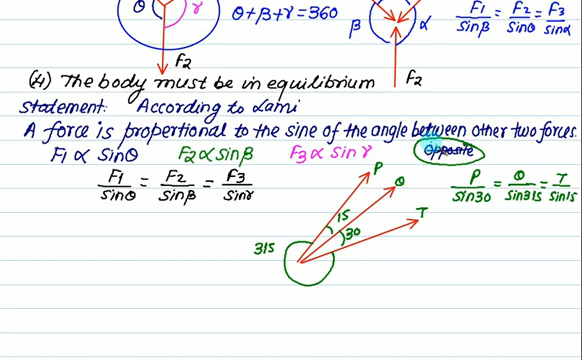 θ γ θ+β+γ=360 β α F1/sinβ = F2/sinθ = F3/sinα
F2 F2
(4) The body must be in equilibrium
Statement: According to Lami
A force is propertional to the sine of the angle between other two forces.
F1 ∝ sinθ F2 ∝ sinβ F3 ∝ sinγ opposite
F1/sinθ = F2/sinβ = F3/sinγ
P Q T
15 30 315
P/sin30 = Q/sin315 = T/sin15